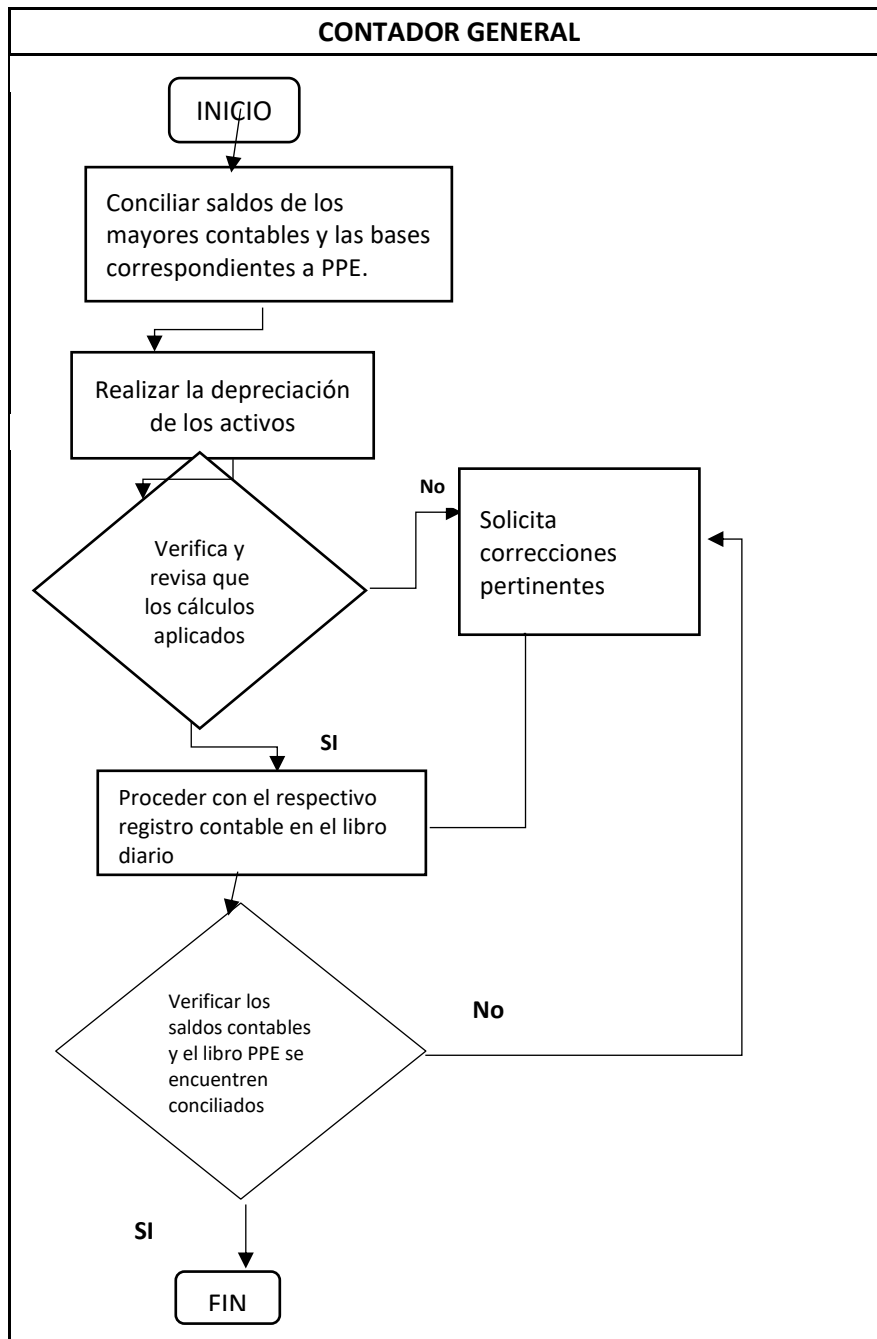 CONTADOR GENERAL
INICIO
Conciliar saldos de los
mayores contables y las bases
correspondientes a PPE.
Realizar la depreciación
de los activos
No
Solicita
correcciones
pertinentes
Verifica y
revisa que
los cálculos
aplicados
SI
Proceder con el respectivo
registro contable en el libro
diario
Verificar los
saldos contables
y el libro PPE se
encuentren
conciliados
No
SI
FIN